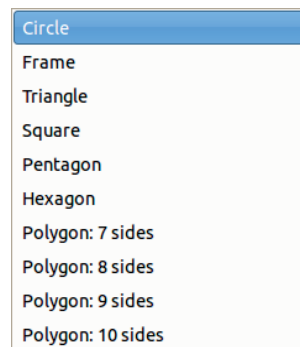 Circle
Frame
Triangle
Square
Pentagon
Hexagon
Polygon: 7 sides
Polygon: 8 sides
Polygon: 9 sides
Polygon: 10 sides